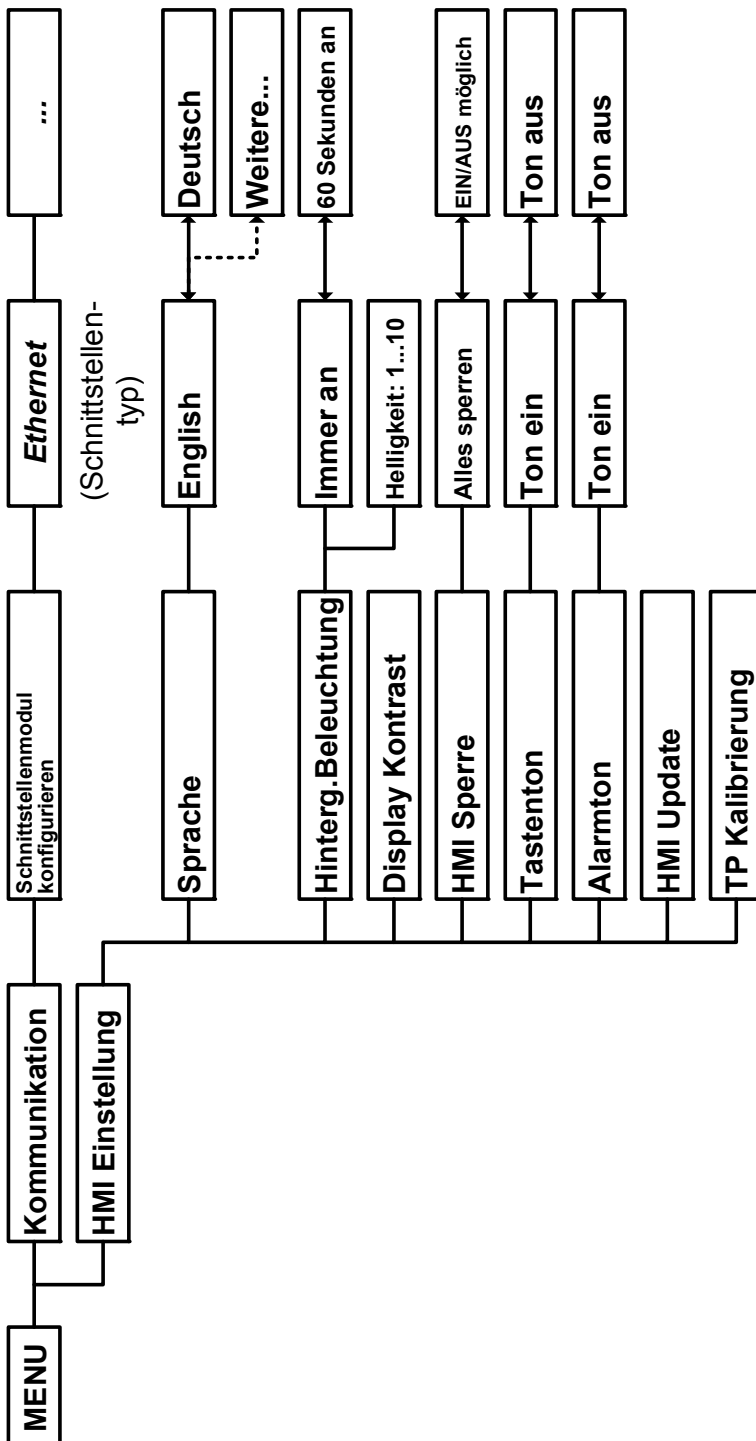 MENU
Kommunikation
Schnittstellenmodul
konfigurieren
Ethernet
...
(Schnittstellen-
typ)
HMI Einstellung
Sprache
English
Deutsch
Weitere...
Hinterg.Beleuchtung
Immer an
60 Sekunden an
Helligkeit: 1...10
Display Kontrast
HMI Sperre
Alles sperren
EIN/AUS möglich
Tastenton
Ton ein
Ton aus
Alarmton
Ton ein
Ton aus
HMI Update
TP Kalibrierung